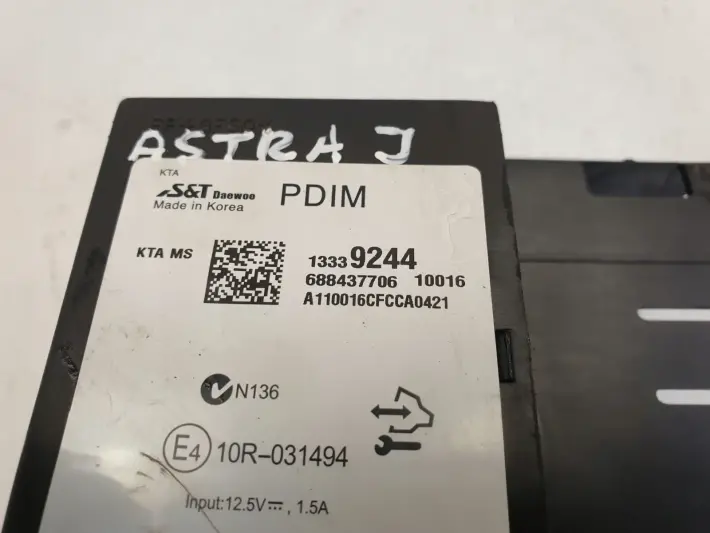 ASTRA J
KTA
S&T Daewoo PDIM
Made in Korea
KTA MS
13339244
688437706 10016
A110016CFCCA0421
N136
E4 10R-031494
Input:12.5V⎓, 1.5A